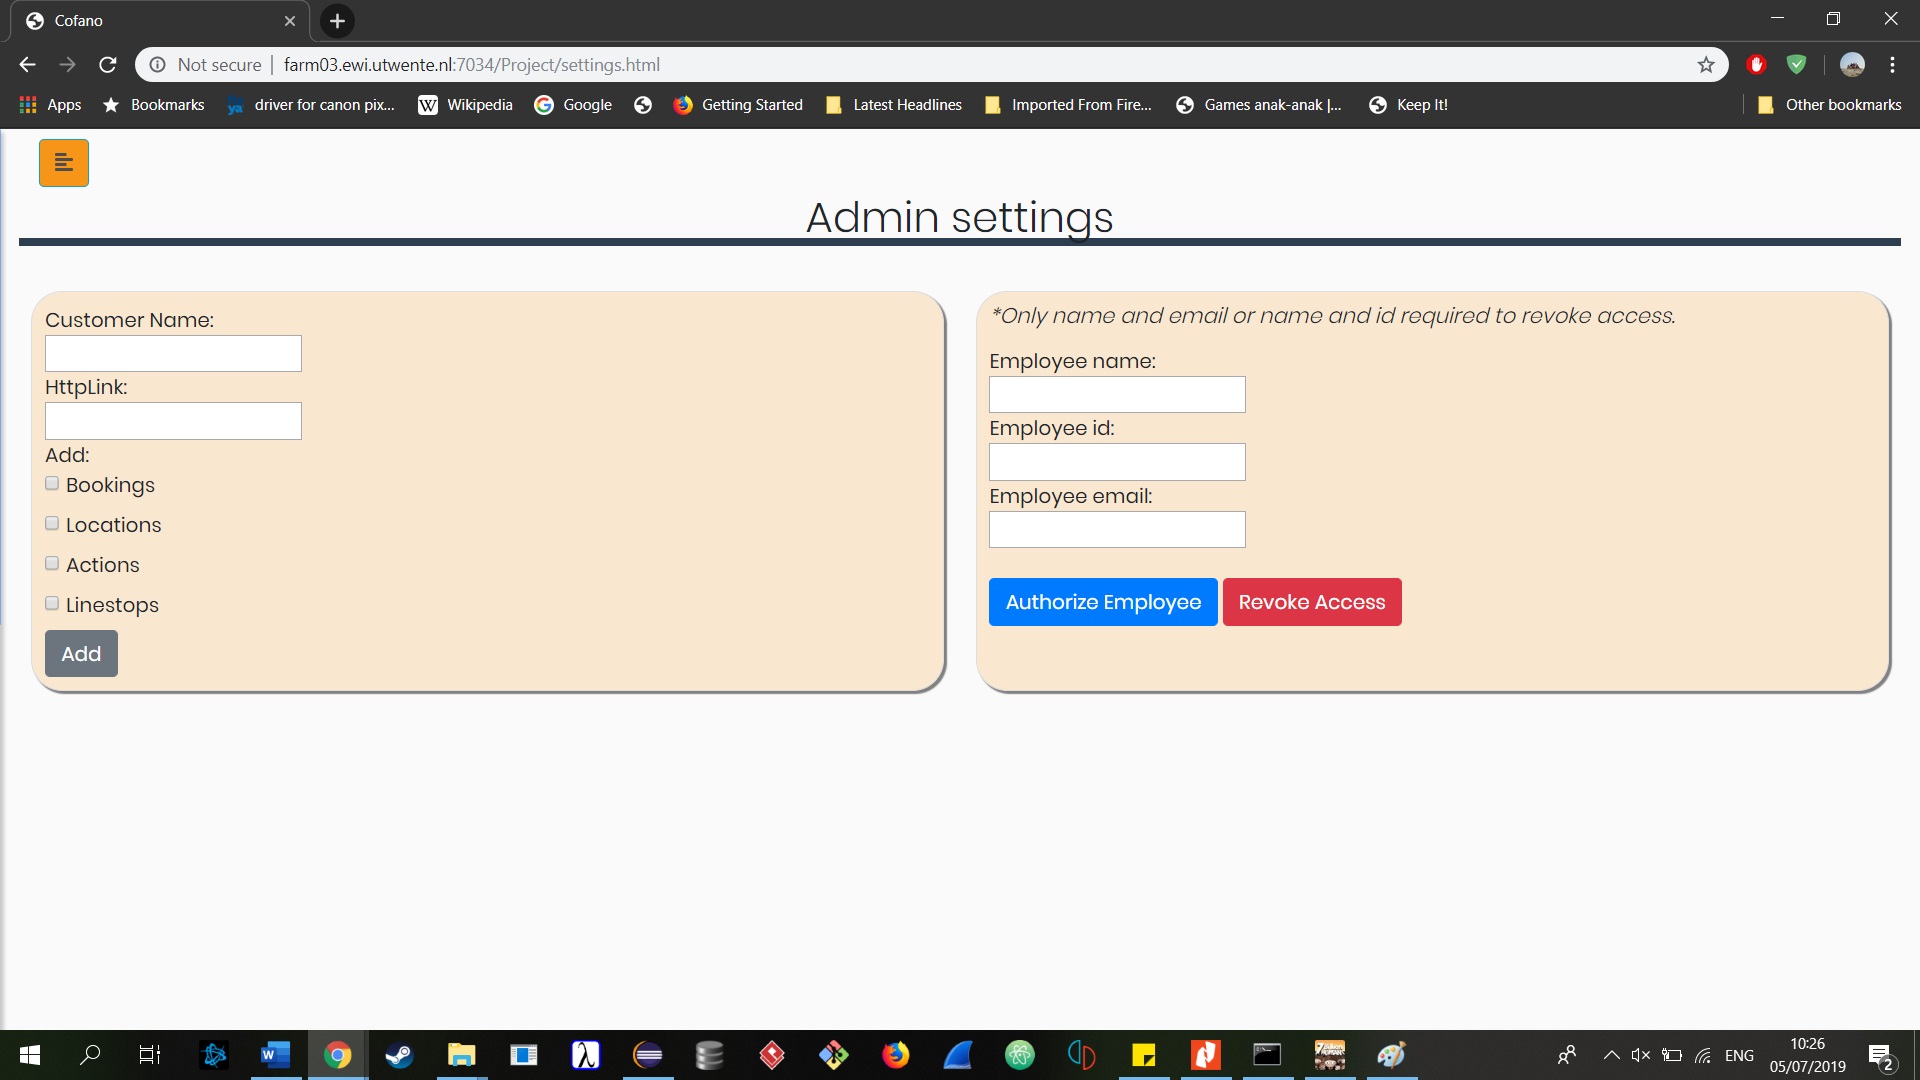 Cofano
Not secure
farm03.ewi.utwente.nl:7034/Project/settings.html
Apps
Bookmarks
driver for canon pix...
Wikipedia
Google
Getting Started
Latest Headlines
Imported From Fire...
Games anak-anak |...
Keep It!
Other bookmarks
Admin settings
Customer Name:
HttpLink:
Add:
Bookings
Locations
Actions
Linestops
Add
*Only name and email or name and id required to revoke access.
Employee name:
Employee id:
Employee email:
Authorize Employee
Revoke Access
ENG
10:26
05/07/2019
2